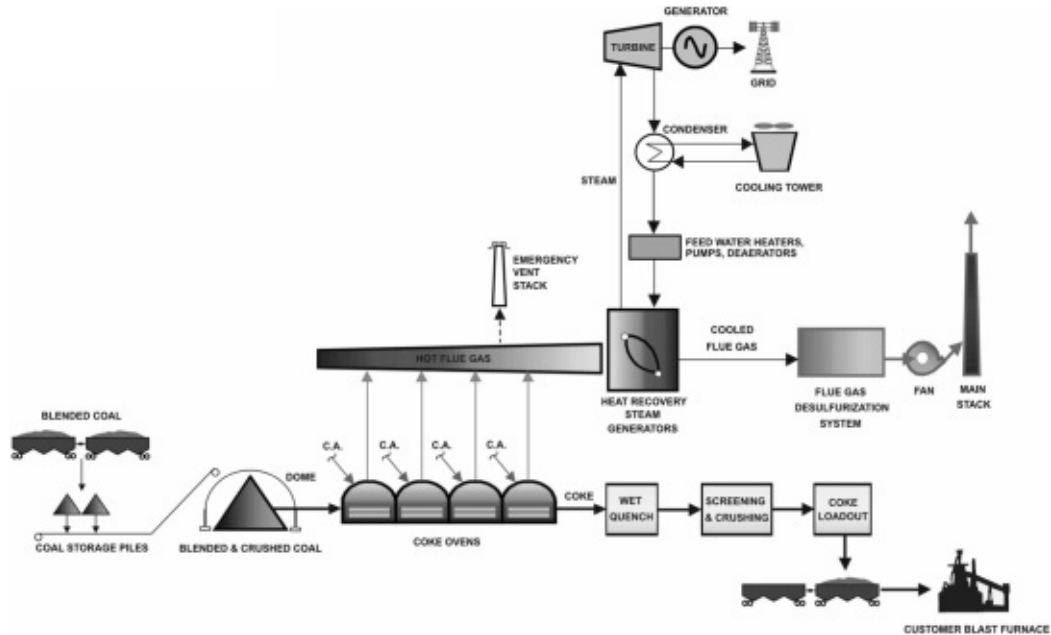 GENERATOR
TURBINE
GRID
CONDENSER
COOLING TOWER
STEAM
FEED WATER HEATERS,
PUMPS, DEAERATORS
EMERGENCY
VENT
STACK
HOT FLUE GAS
COOLED
FLUE GAS
HEAT RECOVERY
STEAM
GENERATORS
FLUE GAS
DESULFURIZATION
SYSTEM
FAN
MAIN
STACK
BLENDED COAL
COAL STORAGE PILES
DOME
BLENDED & CRUSHED COAL
C.A.
C.A.
C.A.
C.A.
COKE OVENS
COKE
WET
QUENCH
SCREENING
& CRUSHING
COKE
LOADOUT
CUSTOMER BLAST FURNACE